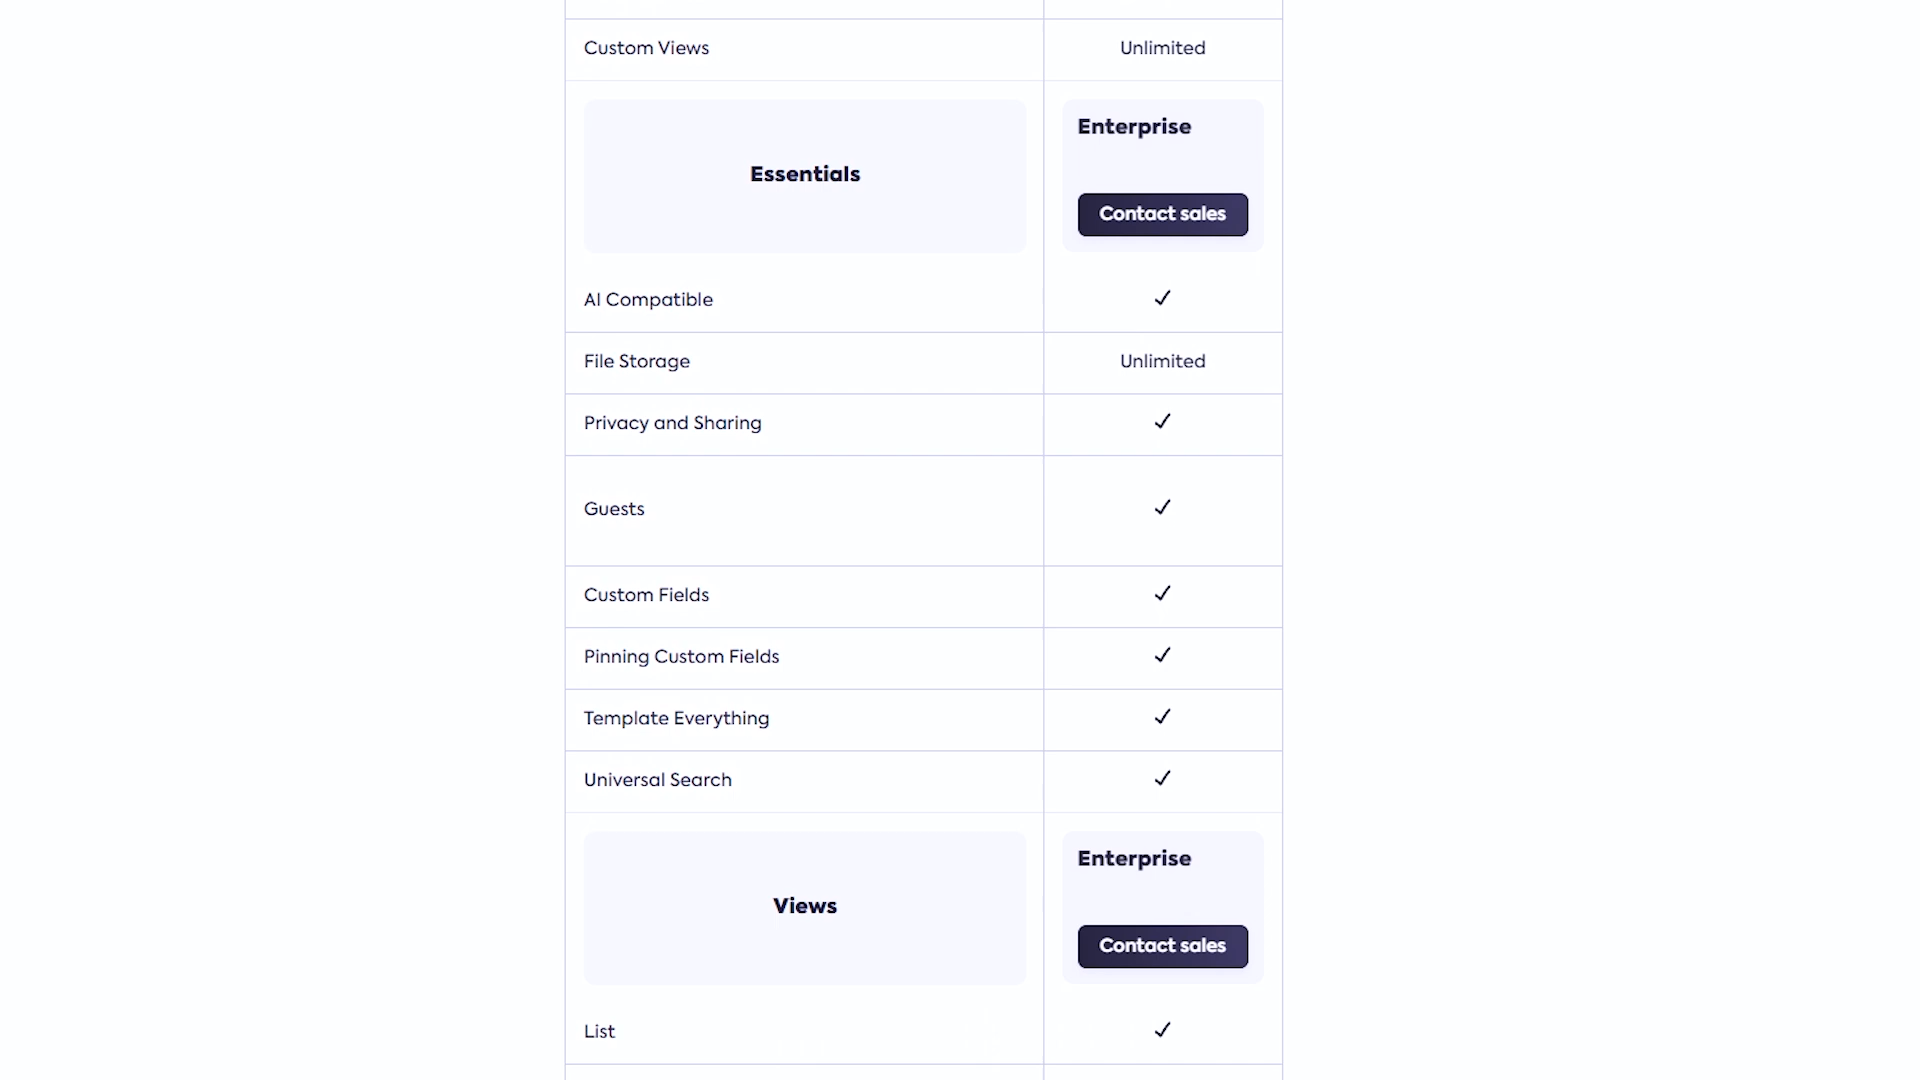 Custom Views Unlimited
Essentials
Enterprise
Contact sales
AI Compatible ✓
File Storage Unlimited
Privacy and Sharing ✓
Guests ✓
Custom Fields ✓
Pinning Custom Fields ✓
Template Everything ✓
Universal Search ✓
Views
Enterprise
Contact sales
List ✓